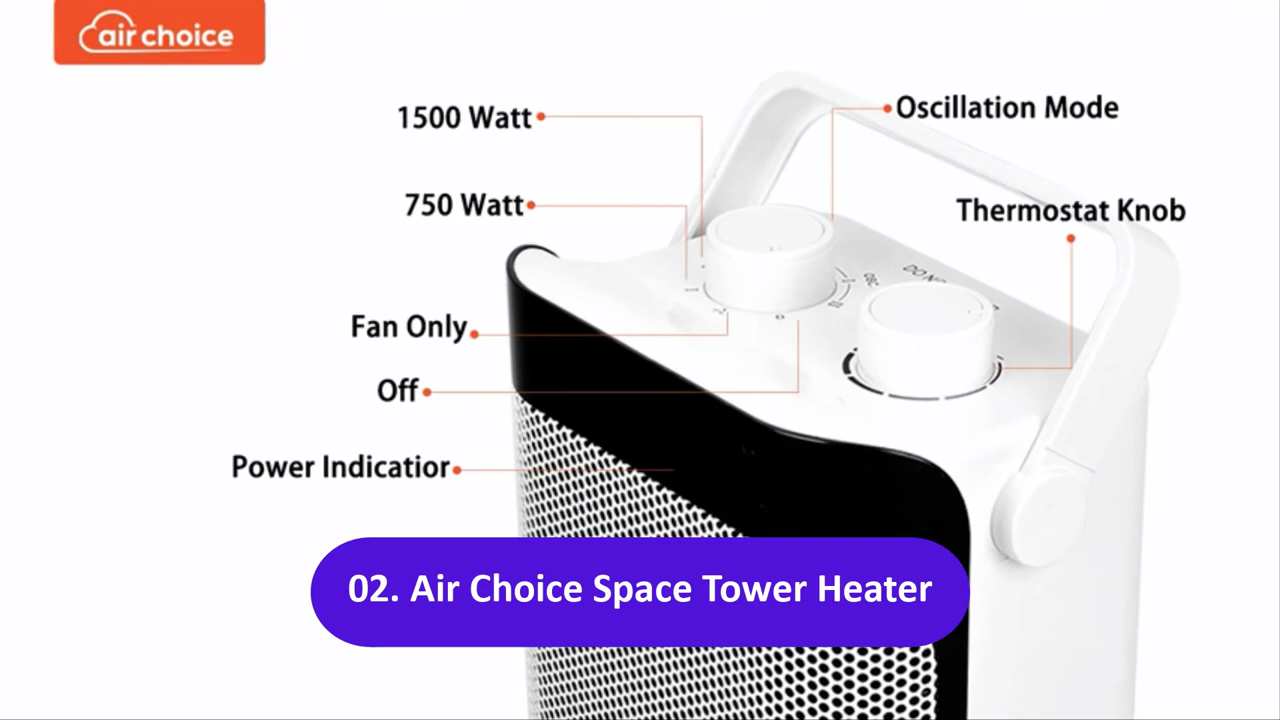 air choice
1500 Watt
Oscillation Mode
750 Watt
Thermostat Knob
Fan Only
Off
Power Indicatior
02. Air Choice Space Tower Heater